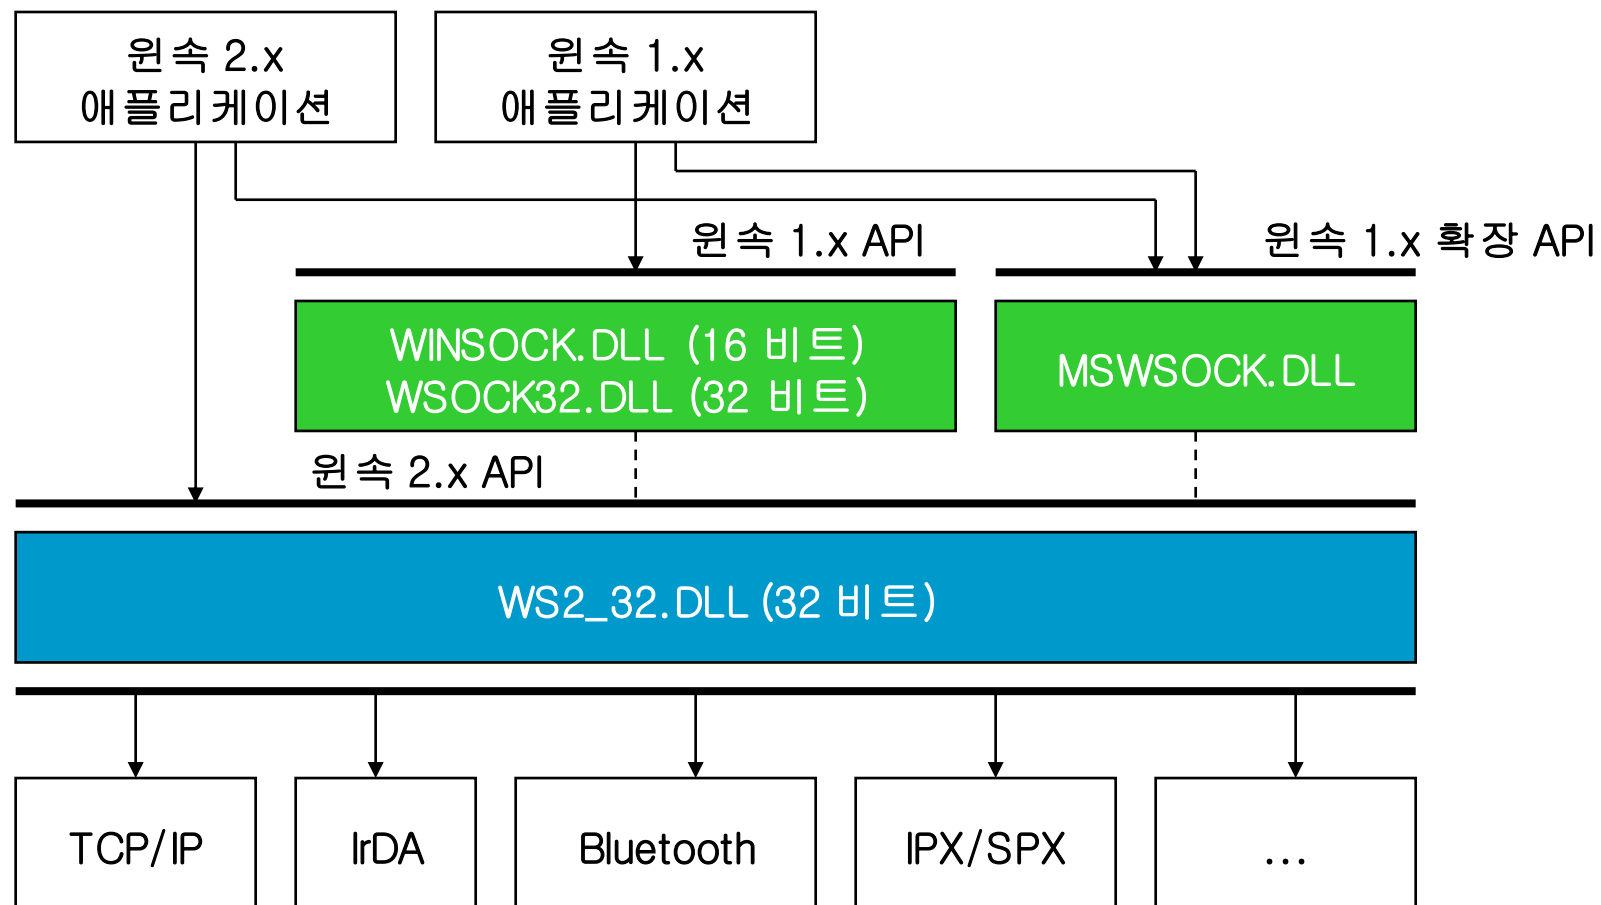 윈속 2.x
애플리케이션
윈속 1.x
애플리케이션
윈속 1.x API
윈속 1.x 확장 API
WINSOCK.DLL (16 비트)
WSOCK32.DLL (32 비트)
MSWSOCK.DLL
윈속 2.x API
WS2_32.DLL (32 비트)
TCP/IP
IrDA
Bluetooth
IPX/SPX
...